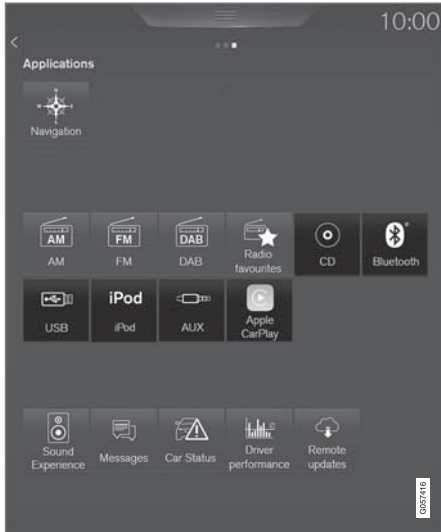 10:00
Applications
Navigation
AM FM DAB
AM FM DAB Radio favourites CD Bluetooth
iPod
USB iPod AUX Apple CarPlay
Sound Experience Messages Car Status Driver performance Remote updates
G057416